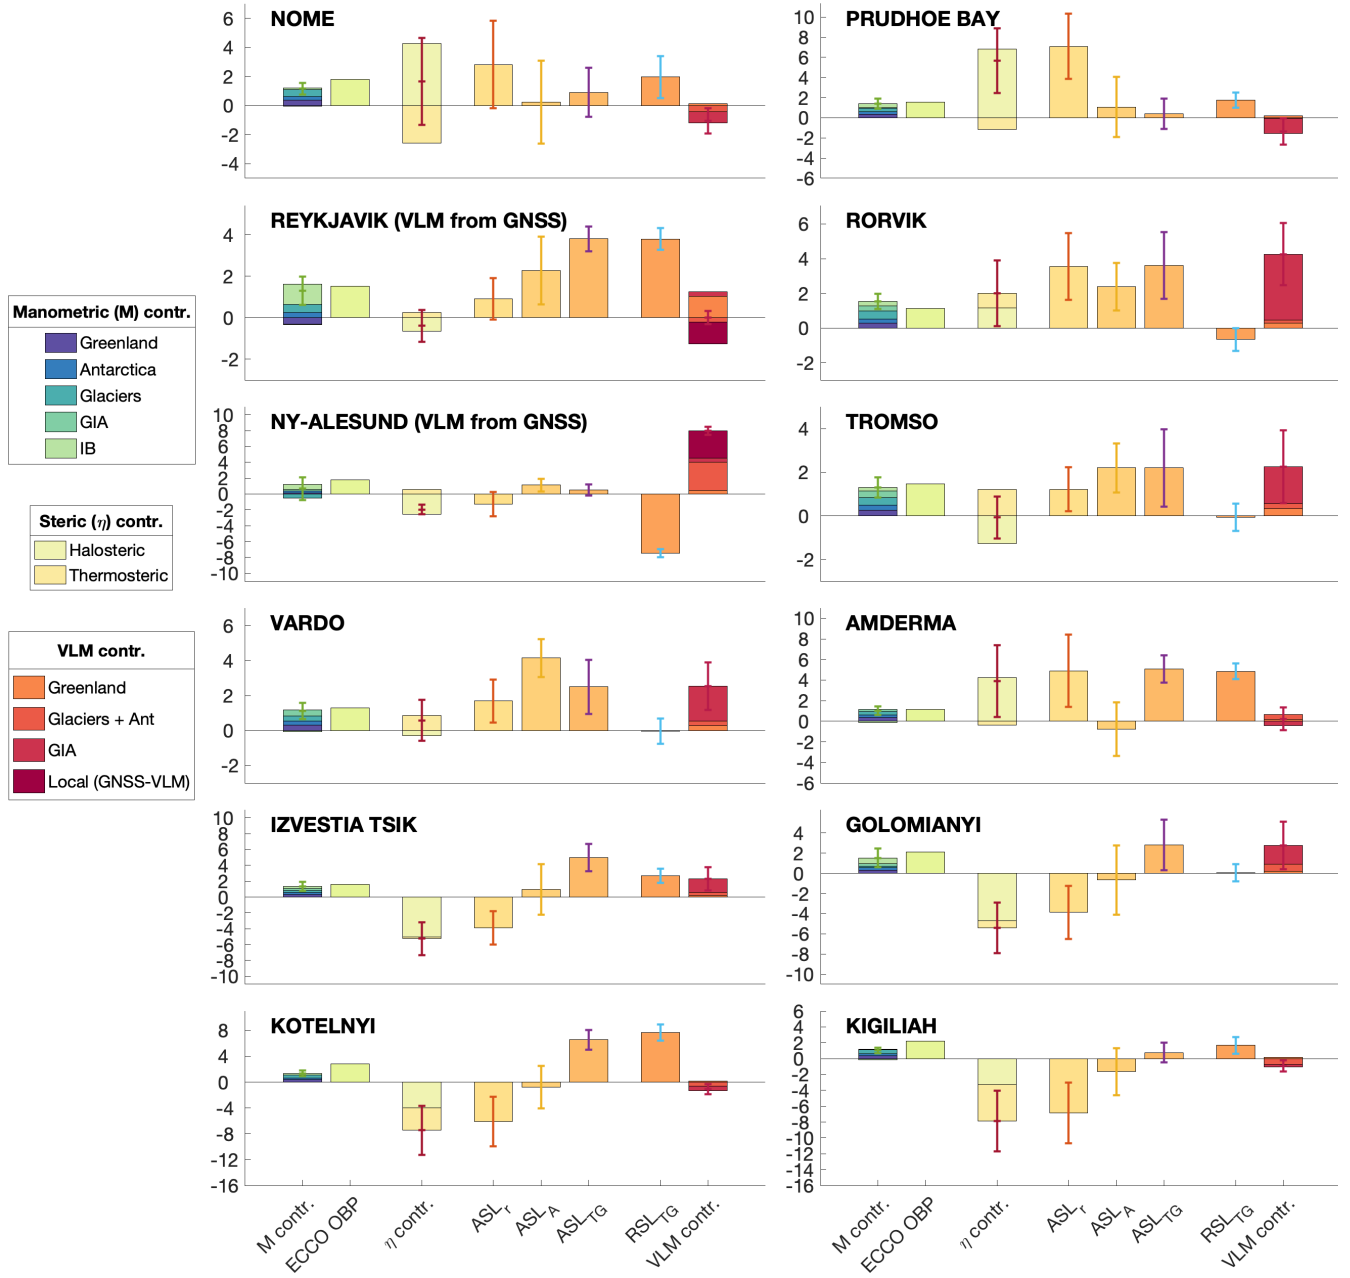 NOME
6
4
2
0
-2
-4
PRUDHOE BAY
10
8
6
4
2
0
-2
-4
-6
REYKJAVIK (VLM from GNSS)
4
2
0
-2
RORVIK
6
4
2
0
-2
Manometric (M) contr.
Greenland
Antarctica
Glaciers
GIA
IB
NY-ALESUND (VLM from GNSS)
10
8
6
4
2
0
-2
-4
-6
-8
-10
TROMSO
4
2
0
-2
Steric (η) contr.
Halosteric
Thermosteric
VARDO
6
4
2
0
-2
AMDERMA
10
8
6
4
2
0
-2
-4
-6
VLM contr.
Greenland
Glaciers + Ant
GIA
Local (GNSS-VLM)
IZVESTIA TSIK
10
8
6
4
2
0
-2
-4
-6
-8
-10
GOLOMIANYI
4
2
0
-2
-4
-6
-8
-10
KOTELNYI
8
4
0
-4
-8
-12
-16
KIGILIAH
6
4
2
0
-2
-4
-6
-8
-10
-12
-14
-16
M contr.
ECCO OBP
η contr.
ASL_r
ASL_A
ASL_TG
RSL_TG
VLM contr.
M contr.
ECCO OBP
η contr.
ASL_r
ASL_A
ASL_TG
RSL_TG
VLM contr.